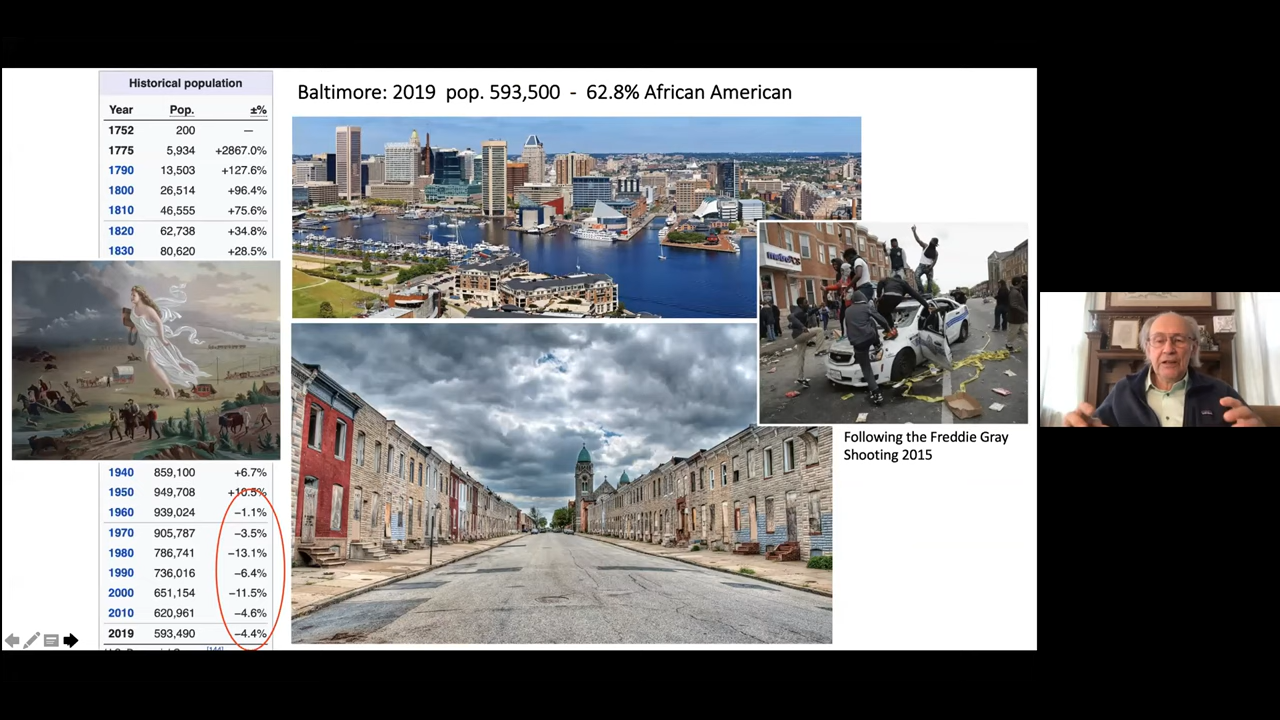 Historical population
Year Pop. ±%
1752 200 —
1775 5,934 +2867.0%
1790 13,503 +127.6%
1800 26,514 +96.4%
1810 46,555 +75.6%
1820 62,738 +34.8%
1830 80,620 +28.5%
1940 859,100 +6.7%
1950 949,708 +10.5%
1960 939,024 −1.1%
1970 905,787 −3.5%
1980 786,741 −13.1%
1990 736,016 −6.4%
2000 651,154 −11.5%
2010 620,961 −4.6%
2019 593,490 −4.4%
Baltimore: 2019 pop. 593,500 - 62.8% African American
metroPCS
Following the Freddie Gray
Shooting 2015